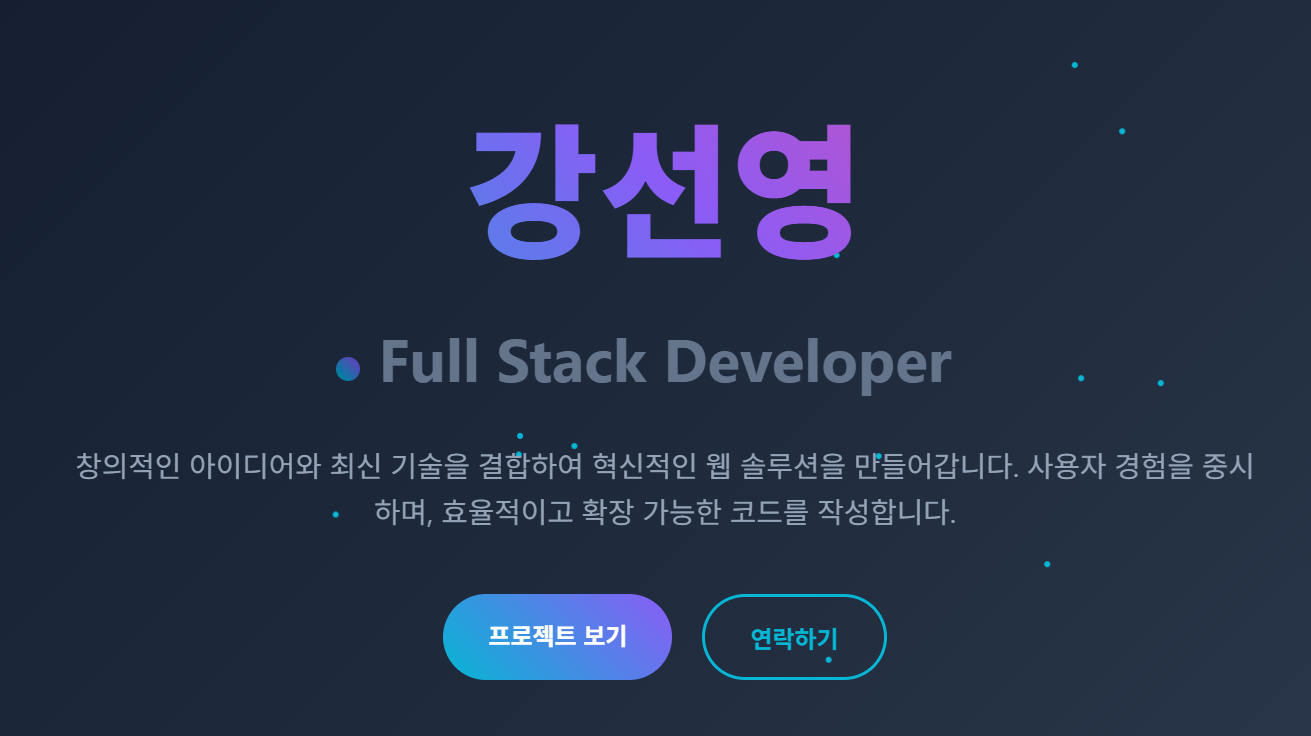 강선영
Full Stack Developer
창의적인 아이디어와 최신 기술을 결합하여 혁신적인 웹 솔루션을 만들어갑니다. 사용자 경험을 중시
하며, 효율적이고 확장 가능한 코드를 작성합니다.
프로젝트 보기
연락하기